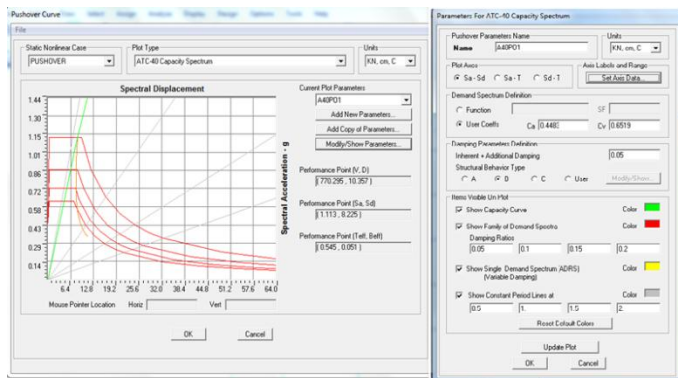 Pushover Curve
File
Static Nonlinear Case
PUSHOVER
Plot Type
ATC-40 Capacity Spectrum
Units
KN, cm, C
Spectral Displacement
1.44
1.30
1.15
1.01
0.86
0.72
0.58
0.43
0.29
0.14
6.4 12.8 19.2 25.6 32.0 38.4 44.8 51.2 57.6 64.0
Spectral Acceleration - g
Mouse Pointer Location Horiz Vert
Current Plot Parameters
A40PO1
Add New Parameters...
Add Copy of Parameters...
Modify/Show Parameters...
Performance Point (V, D)
( 770.295 , 10.357 )
Performance Point (Sa, Sd)
( 1.113 , 8.225 )
Performance Point (Teff, Beff)
( 0.545 , 0.051 )
OK Cancel
Parameters For ATC-40 Capacity Spectrum
Pushover Parameters Name
Name A40PO1
Units
KN, cm, C
Plot Axes
Sa - Sd Sa - T Sd - T
Axis Labels and Range
Set Axis Data...
Demand Spectrum Definition
Function SF
User Coeffs Ca 0.448 Cv 0.6519
Damping Parameters Definition
Inherent + Additional Damping 0.05
Structural Behavior Type
A C User Modify/Show...
Items Visible On Plot
Show Capacity Curve Color
Show Family of Demand Spectra Color
Damping Ratios
0.05 0.1 0.15 0.2
Show Single Demand Spectrum ADRS) Color
(Variable Damping)
Show Constant Period Lines at Color
0.5 1. 1.5 2.
Reset Default Colors
Update Plot
OK Cancel